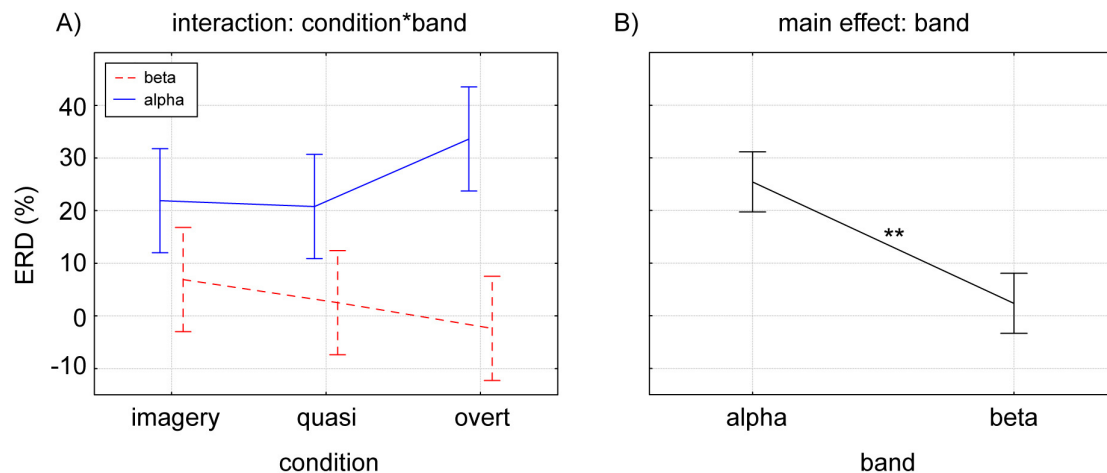 A) interaction: condition*band
beta
alpha
ERD (%)
40
30
20
10
0
-10
imagery quasi overt
condition
B) main effect: band
**
alpha beta
band